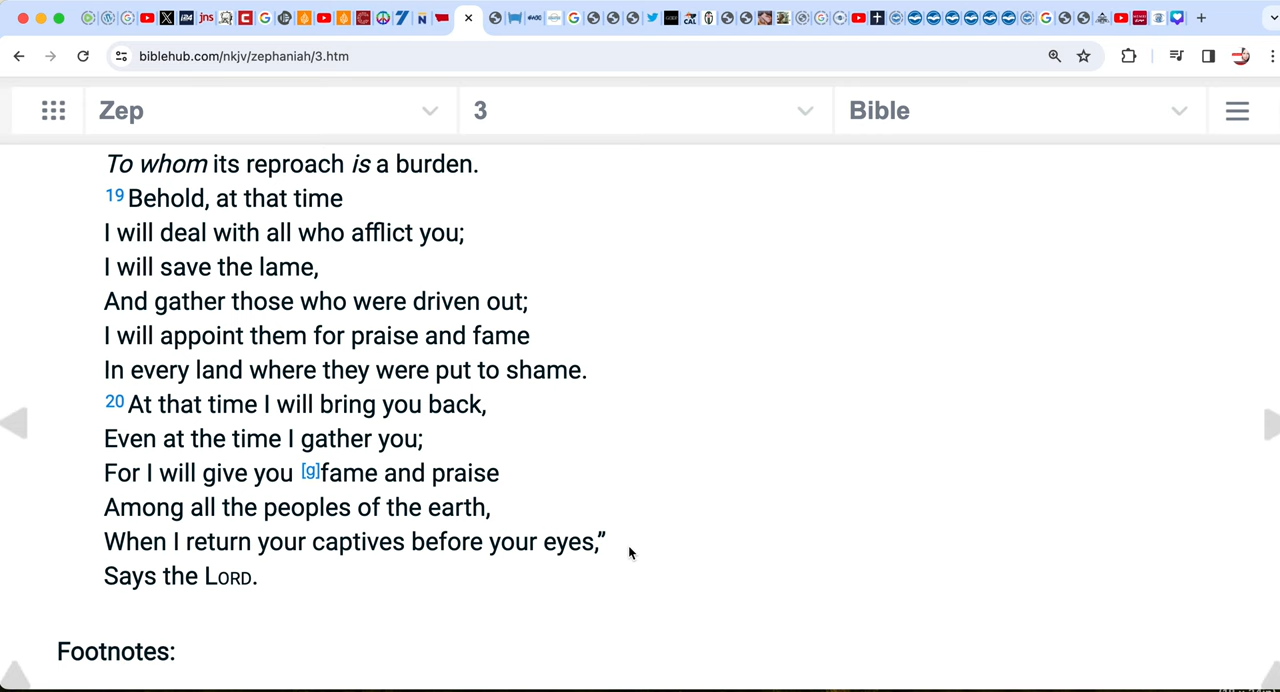 biblehub.com/nkjv/zephaniah/3.htm
Zep
3
Bible
To whom its reproach is a burden.
19 Behold, at that time
I will deal with all who afflict you;
I will save the lame,
And gather those who were driven out;
I will appoint them for praise and fame
In every land where they were put to shame.
20 At that time I will bring you back,
Even at the time I gather you;
For I will give you [g]fame and praise
Among all the peoples of the earth,
When I return your captives before your eyes,”
Says the LORD.
Footnotes: